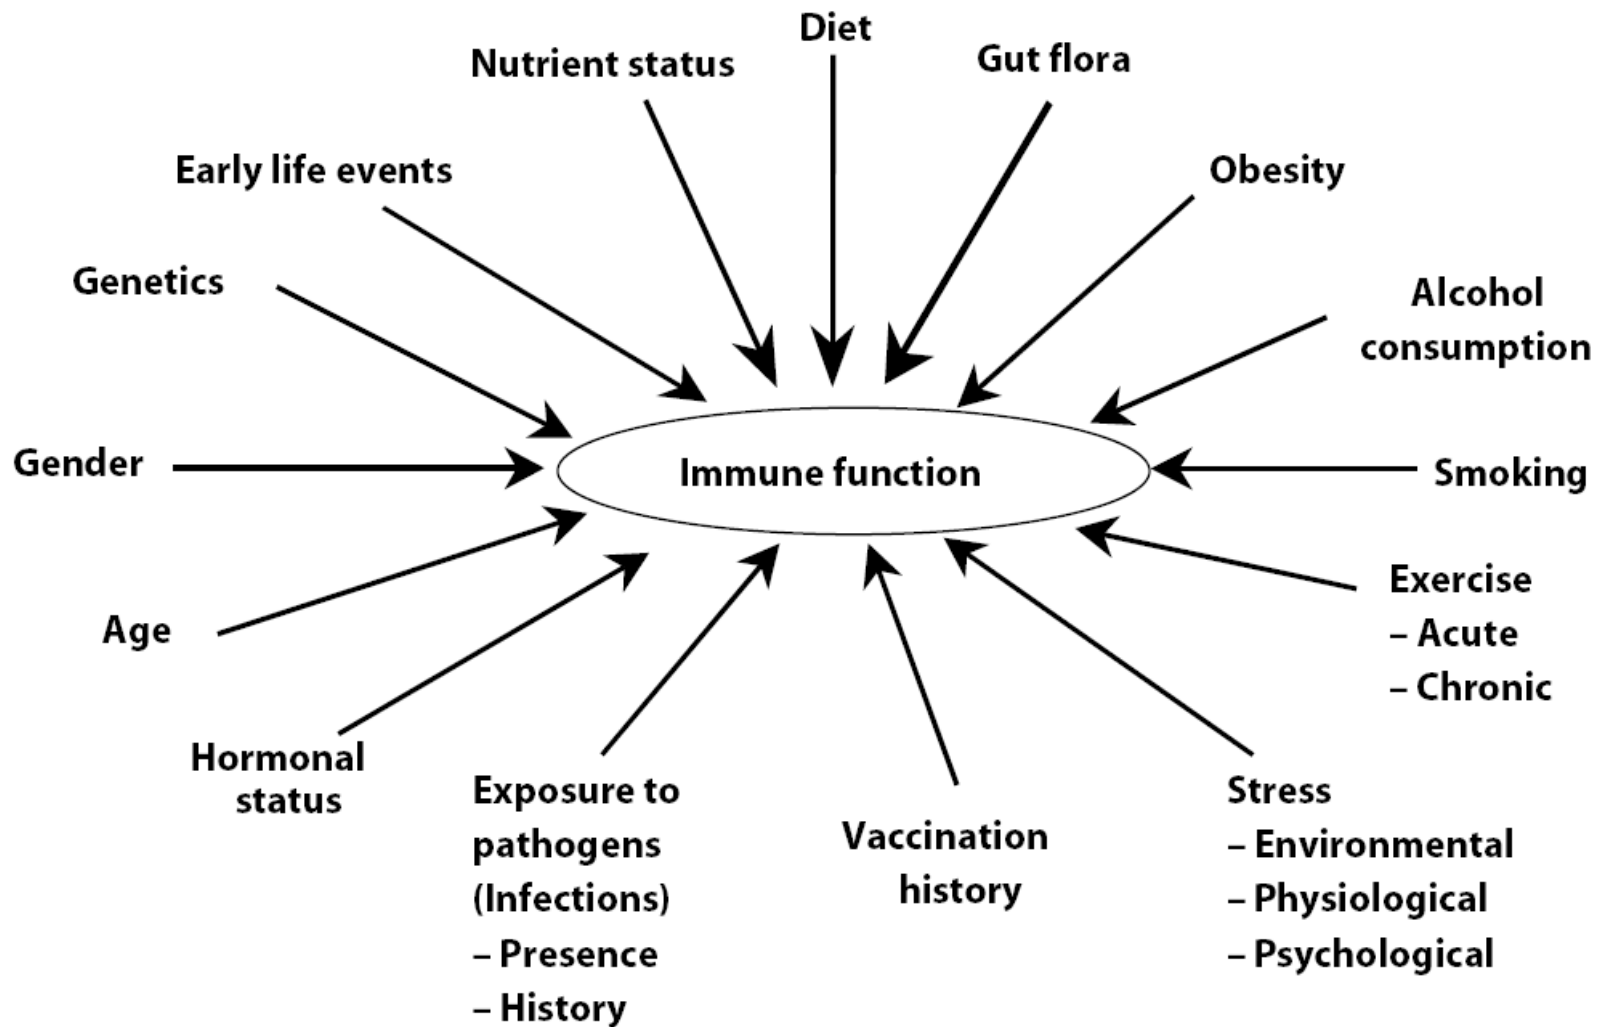 Diet
Nutrient status
Gut flora
Early life events
Obesity
Genetics
Alcohol
consumption
Gender
Immune function
Smoking
Age
Exercise
– Acute
– Chronic
Hormonal
status
Exposure to
pathogens
(Infections)
– Presence
– History
Vaccination
history
Stress
– Environmental
– Physiological
– Psychological